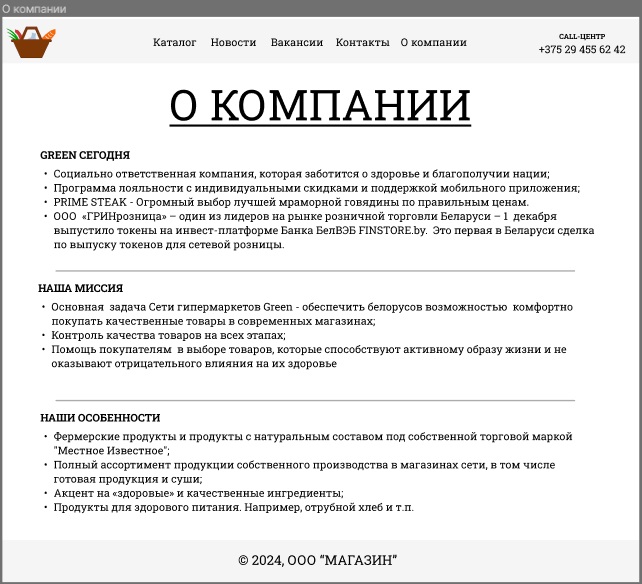 О компании
Каталог Новости Вакансии Контакты О компании
CALL-ЦЕНТР
+375 29 455 62 42
О КОМПАНИИ
GREEN СЕГОДНЯ
• Социально ответственная компания, которая заботится о здоровье и благополучии нации;
• Программа лояльности с индивидуальными скидками и поддержкой мобильного приложения;
• PRIME STEAK - Огромный выбор лучшей мраморной говядины по правильным ценам.
• ООО «ГРИНрозница» – один из лидеров на рынке розничной торговли Беларуси – 1 декабря
выпустило токены на инвест-платформе Банка БелВЭБ FINSTORE.by. Это первая в Беларуси сделка
по выпуску токенов для сетевой розницы.
НАША МИССИЯ
• Основная задача Сети гипермаркетов Green - обеспечить белорусов возможностью комфортно
покупать качественные товары в современных магазинах;
• Контроль качества товаров на всех этапах;
• Помощь покупателям в выборе товаров, которые способствуют активному образу жизни и не
оказывают отрицательного влияния на их здоровье
НАШИ ОСОБЕННОСТИ
• Фермерские продукты и продукты с натуральным составом под собственной торговой маркой
"Местное Известное";
• Полный ассортимент продукции собственного производства в магазинах сети, в том числе
готовая продукция и суши;
• Акцент на «здоровые» и качественные ингредиенты;
• Продукты для здорового питания. Например, отрубной хлеб и т.п.
© 2024, ООО “МАГАЗИН”